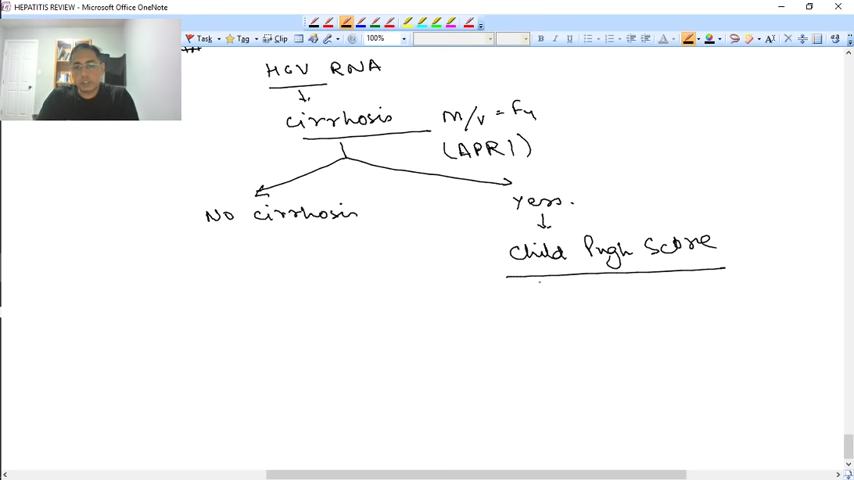 HEPATITIS REVIEW - Microsoft Office OneNote
Task Tag Clip 100%
HCV RNA
cirrhosis M/V = F4
(APRI)
No cirrhosis
Yes.
Child Pugh Score